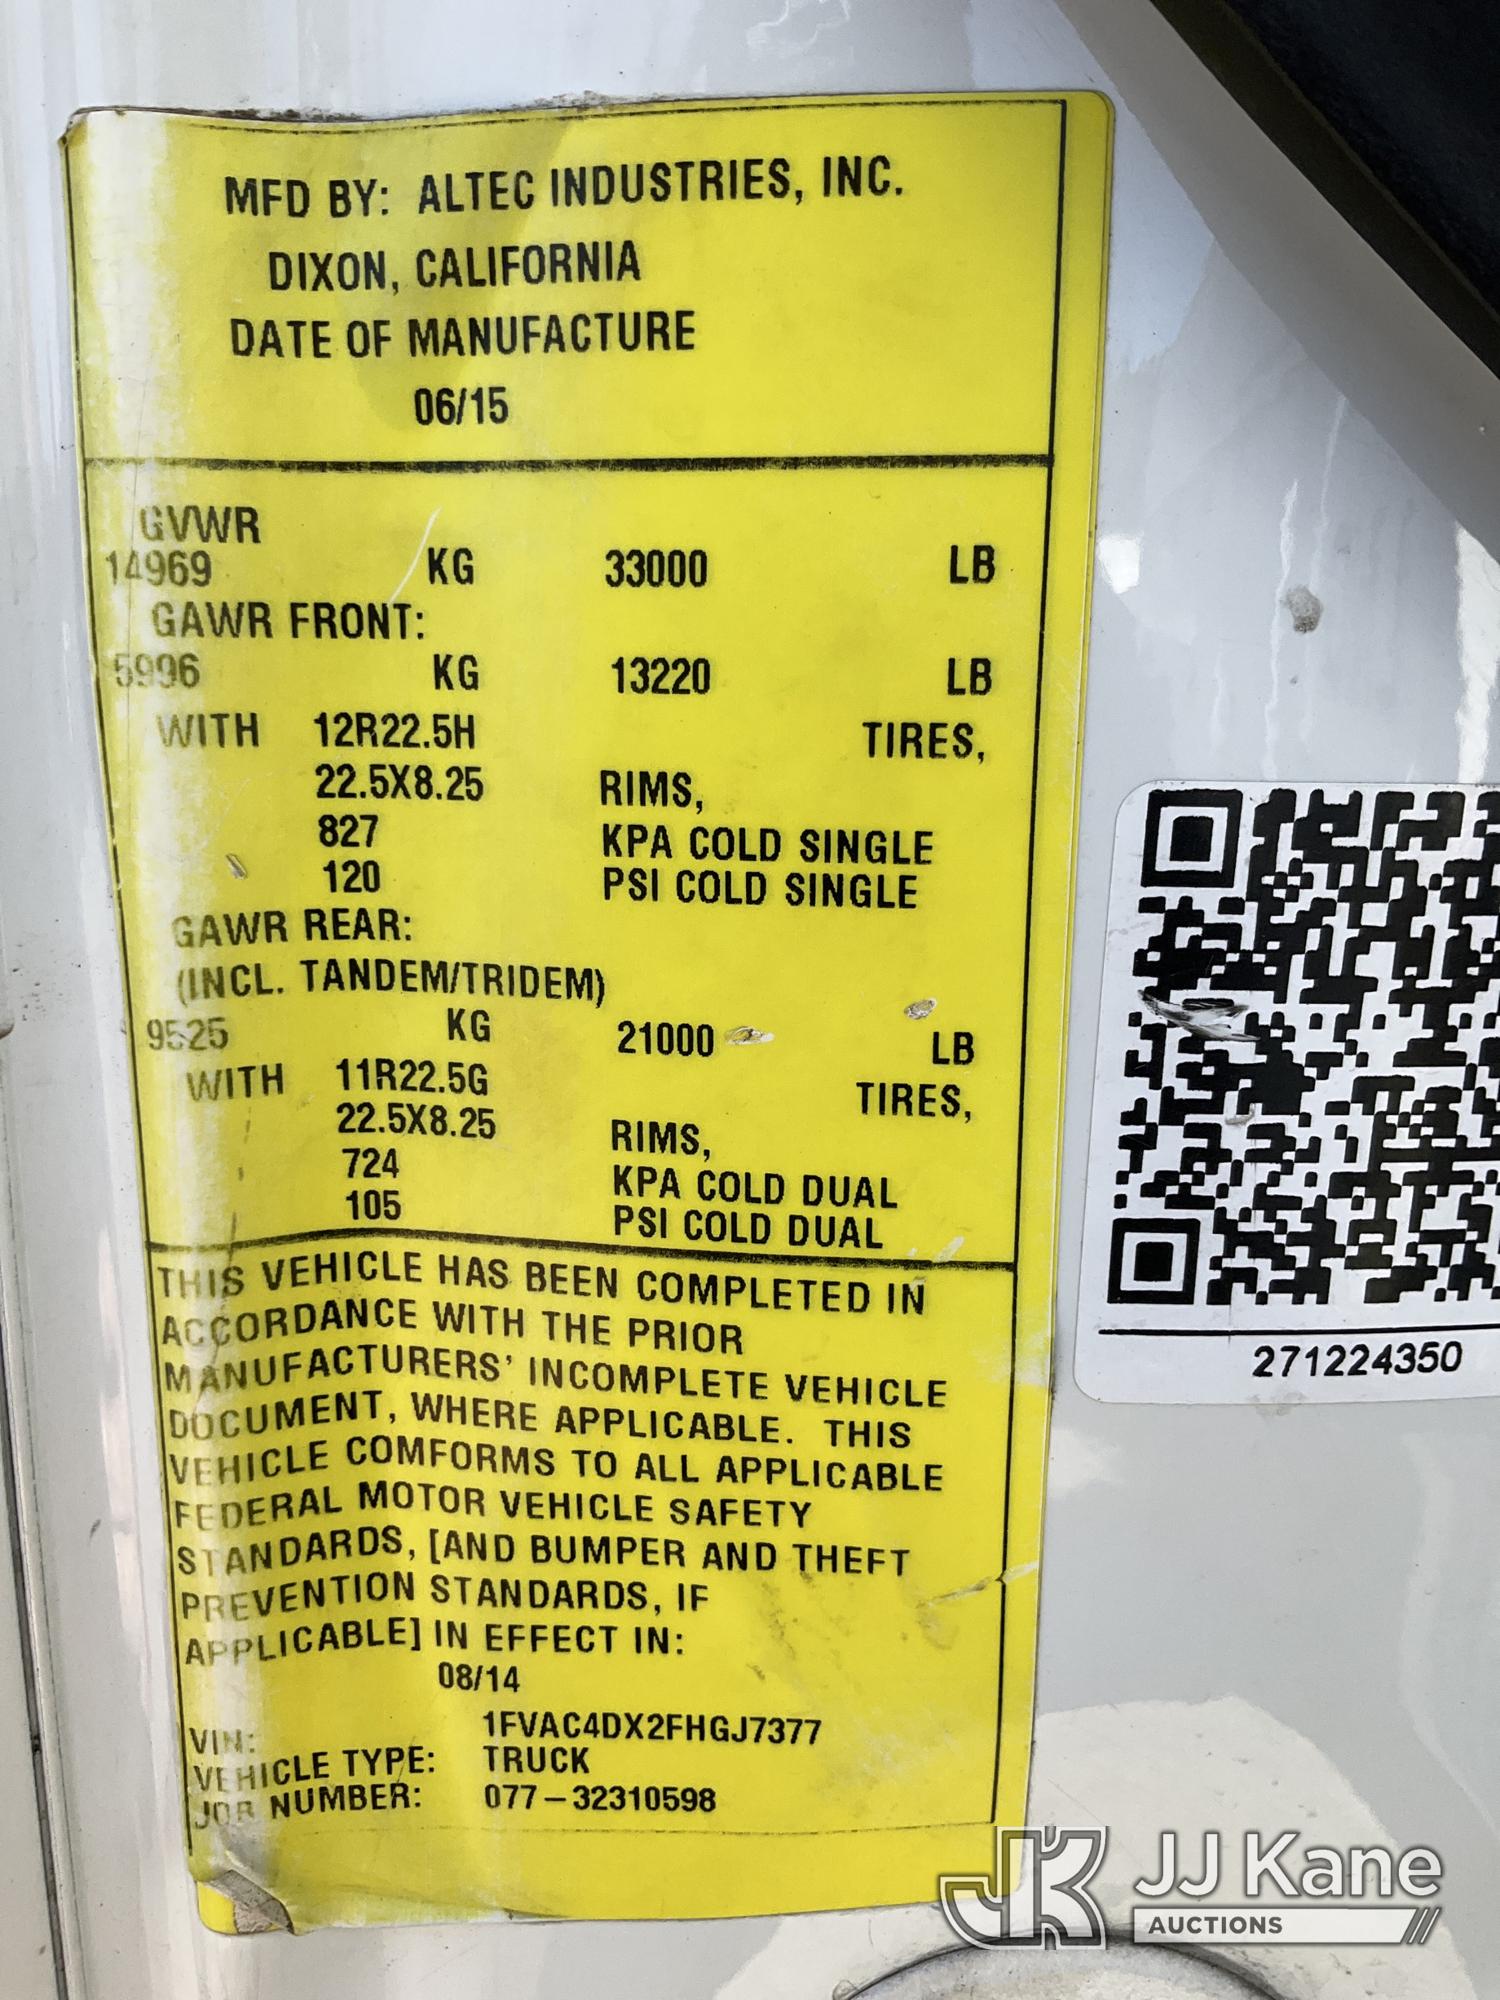 MFD BY: ALTEC INDUSTRIES, INC.
DIXON, CALIFORNIA
DATE OF MANUFACTURE
06/15
GVWR
14969 KG 33000 LB
GAWR FRONT:
5996 KG 13220 LB
WITH 12R22.5H TIRES,
22.5X8.25 RIMS,
827 KPA COLD SINGLE
120 PSI COLD SINGLE
GAWR REAR:
(INCL. TANDEM/TRIDEM)
9525 KG 21000 LB
WITH 11R22.5G TIRES,
22.5X8.25 RIMS,
724 KPA COLD DUAL
105 PSI COLD DUAL
THIS VEHICLE HAS BEEN COMPLETED IN
ACCORDANCE WITH THE PRIOR
MANUFACTURERS' INCOMPLETE VEHICLE
DOCUMENT, WHERE APPLICABLE. THIS
VEHICLE COMFORMS TO ALL APPLICABLE
FEDERAL MOTOR VEHICLE SAFETY
STANDARDS, [AND BUMPER AND THEFT
PREVENTION STANDARDS, IF
APPLICABLE] IN EFFECT IN:
08/14
VIN: 1FVAC4DX2FHGJ7377
VEHICLE TYPE: TRUCK
JOB NUMBER: 077-32310598
271224350
JK JJ Kane
AUCTIONS